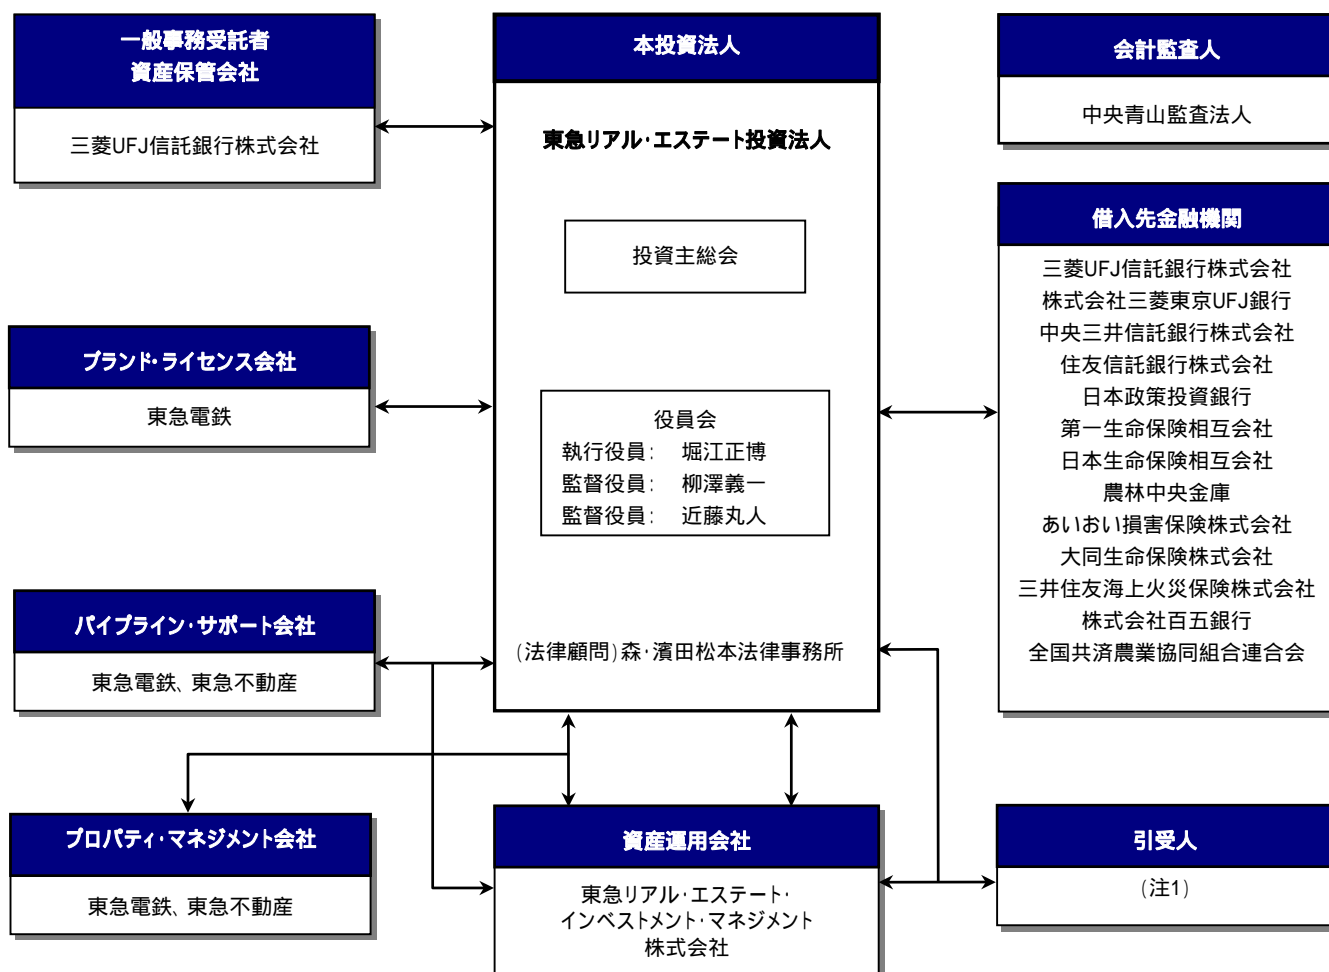 一般事務受託者
資産保管会社
三菱UFJ信託銀行株式会社
本投資法人
東急リアル・エステート投資法人
投資主総会
役員会
執行役員: 堀江正博
監督役員: 柳澤義一
監督役員: 近藤丸人
(法律顧問)森・濱田松本法律事務所
会計監査人
中央青山監査法人
借入先金融機関
三菱UFJ信託銀行株式会社
株式会社三菱東京UFJ銀行
中央三井信託銀行株式会社
住友信託銀行株式会社
日本政策投資銀行
第一生命保険相互会社
日本生命保険相互会社
農林中央金庫
あいおい損害保険株式会社
大同生命保険株式会社
三井住友海上火災保険株式会社
株式会社百五銀行
全国共済農業協同組合連合会
ブランド・ライセンス会社
東急電鉄
パイプライン・サポート会社
東急電鉄、東急不動産
プロパティ・マネジメント会社
東急電鉄、東急不動産
資産運用会社
東急リアル・エステート・
インベストメント・マネジメント
株式会社
引受人
(注1)